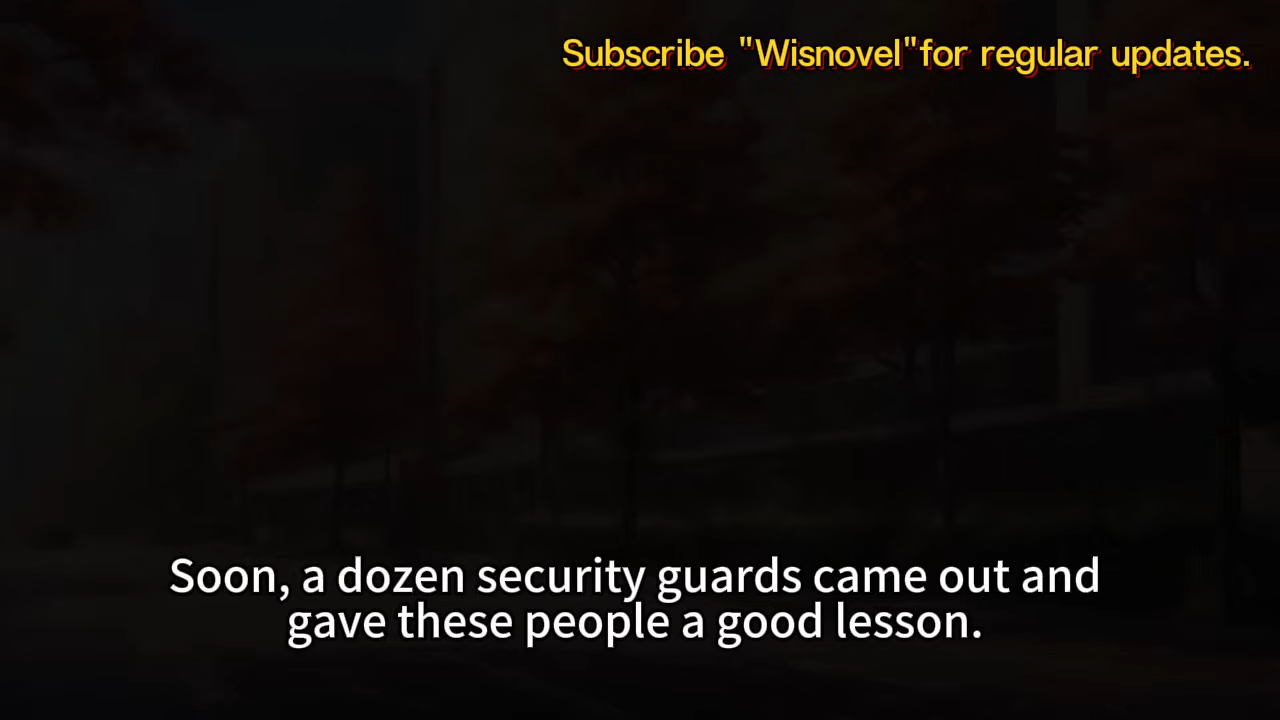 Subscribe "Wisnovel"for regular updates.
Soon, a dozen security guards came out and
gave these people a good lesson.